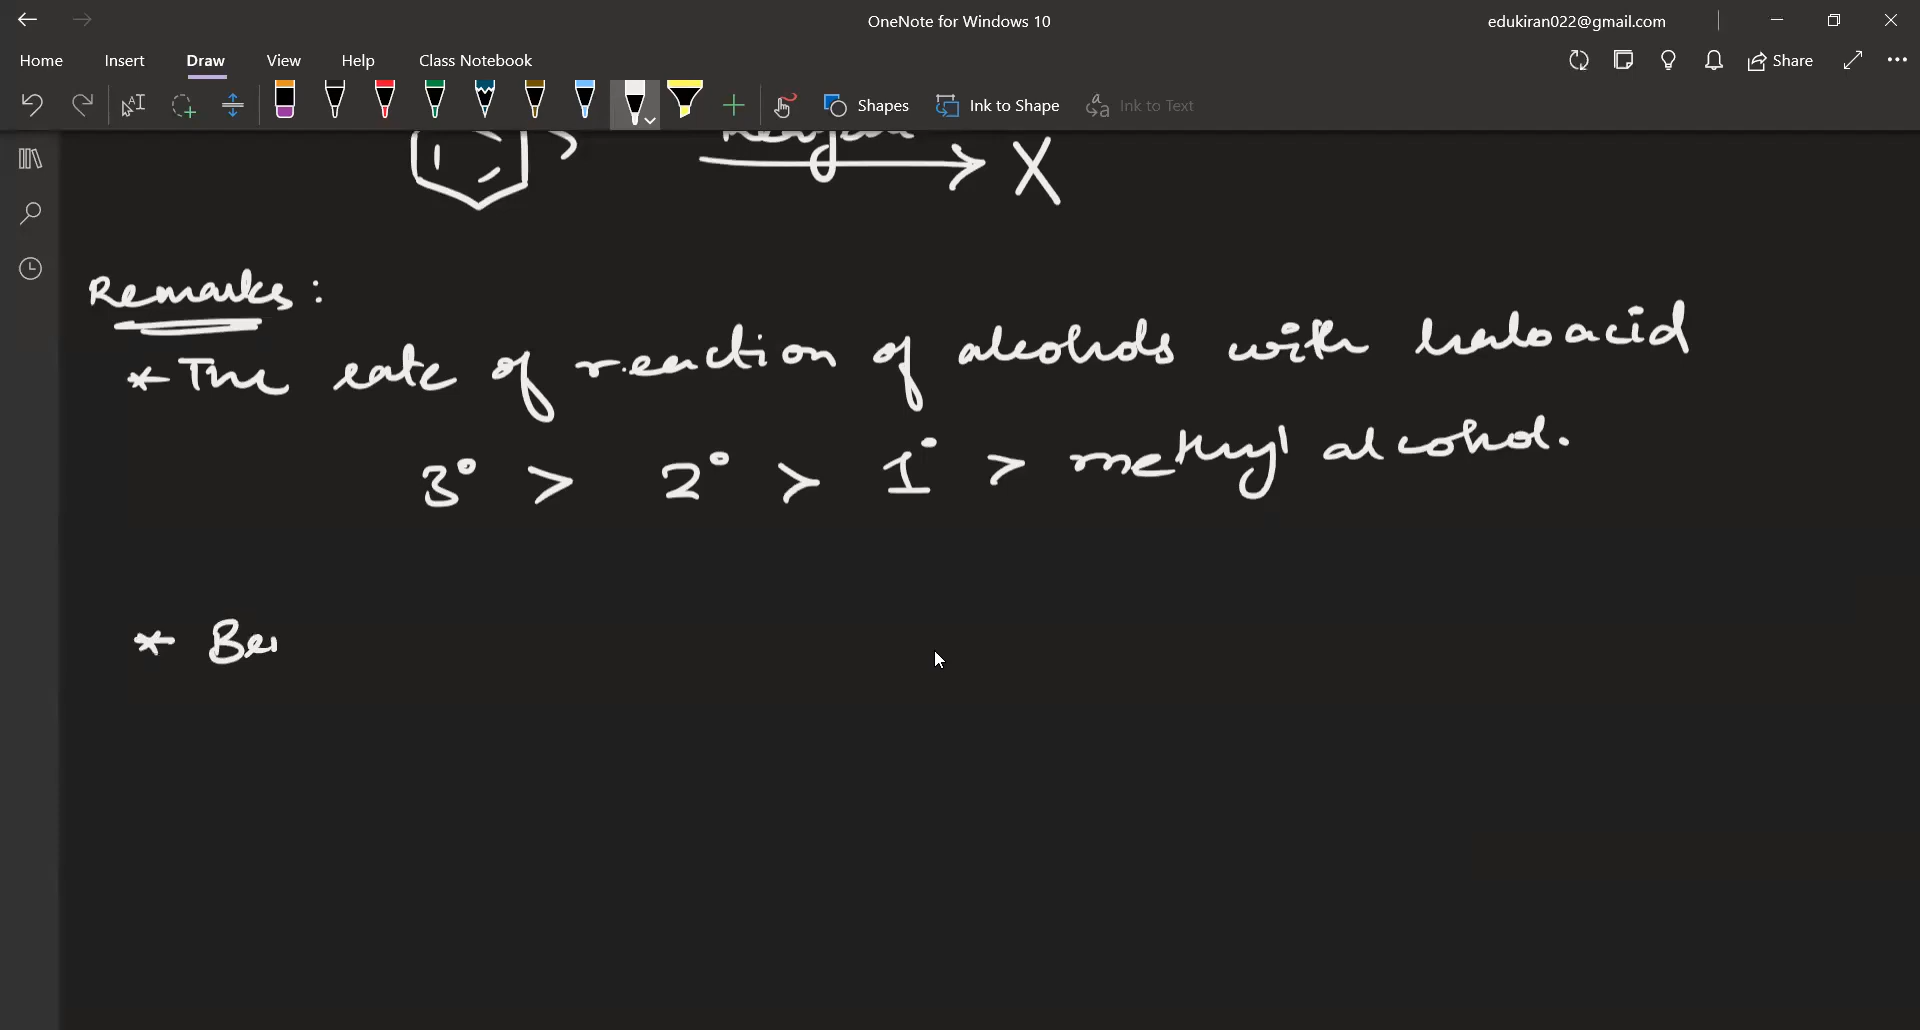 OneNote for Windows 10
edukiran022@gmail.com
Home Insert Draw View Help Class Notebook
Share
Shapes Ink to Shape Ink to Text
X
Remarks :
* The rate of reaction of alcohols with haloacid
3° > 2° > 1° > methyl alcohol.
* Ben